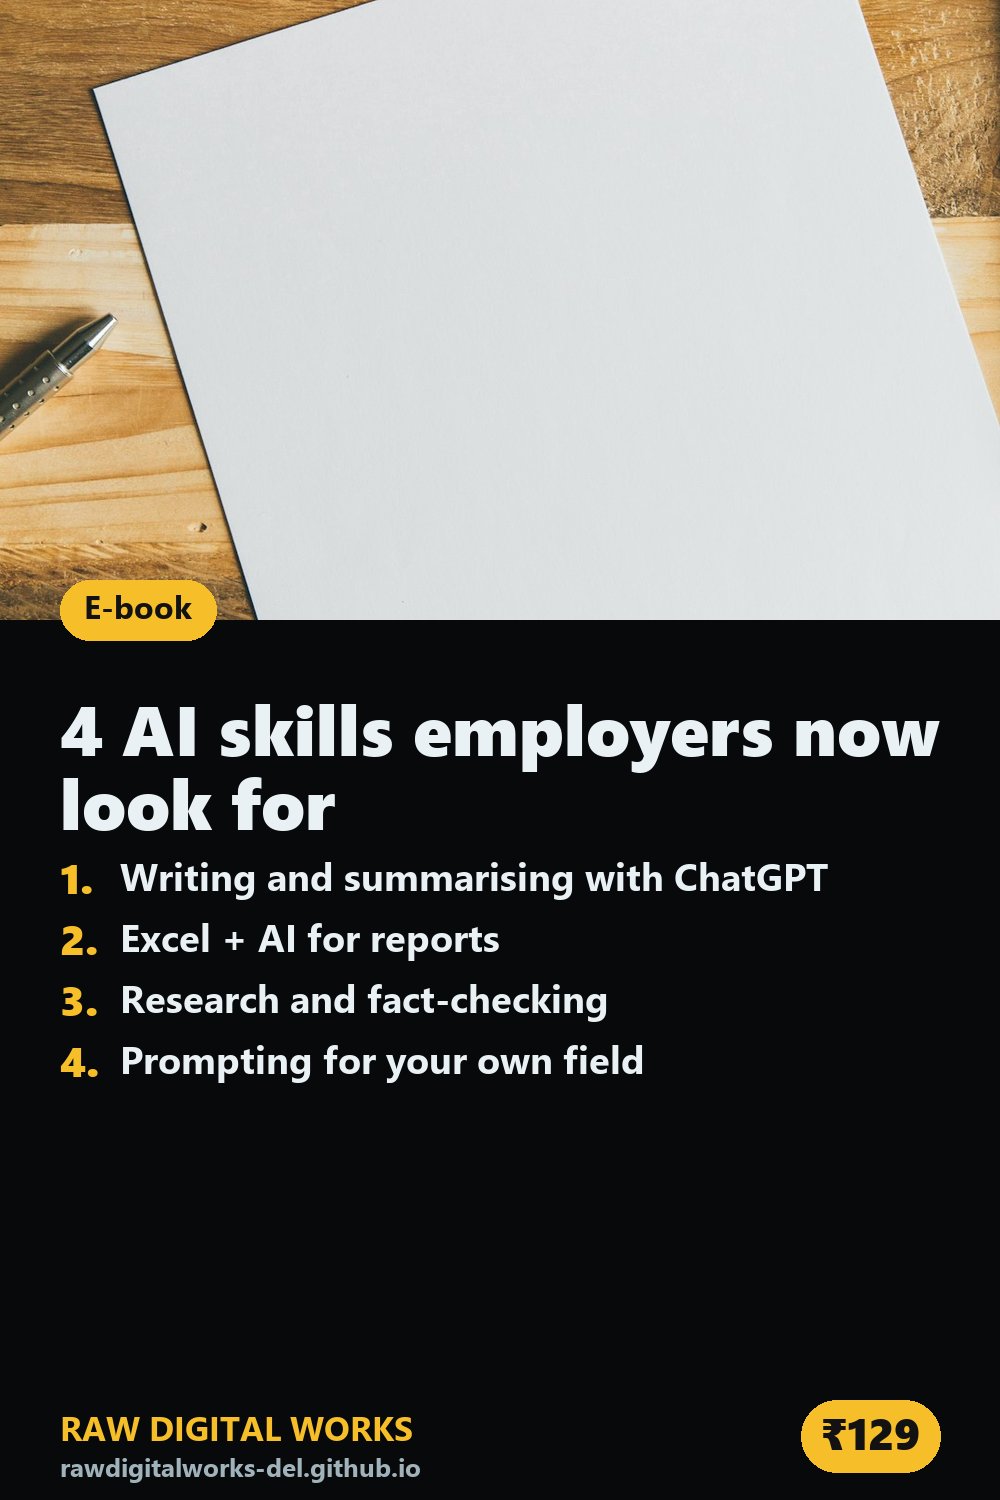 E-book
4 AI skills employers now
look for
1. Writing and summarising with ChatGPT
2. Excel + AI for reports
3. Research and fact-checking
4. Prompting for your own field
RAW DIGITAL WORKS
₹129
rawdigitalworks-del.github.io